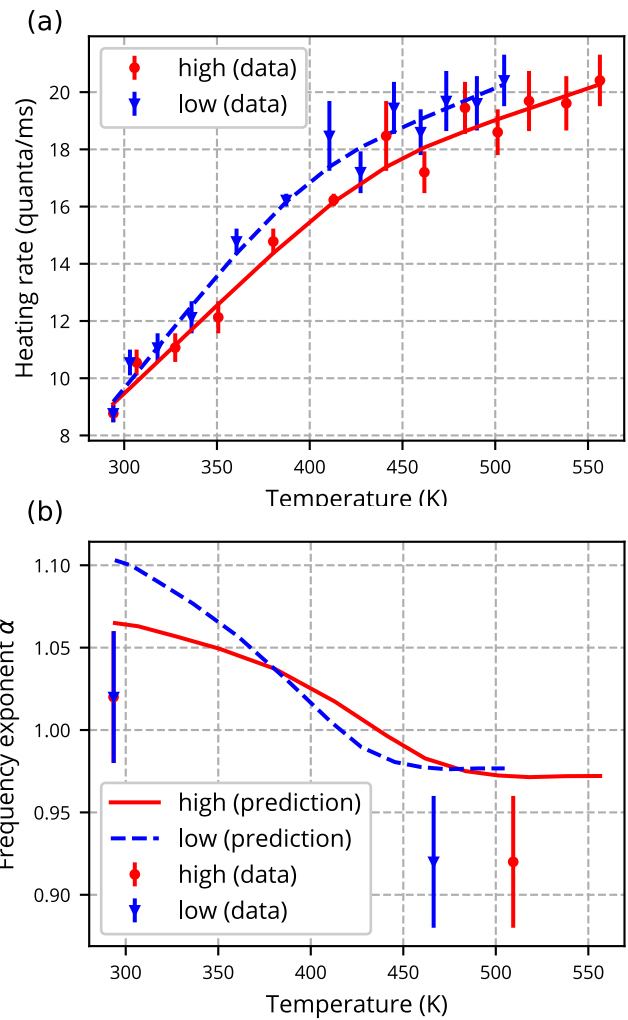 (a)
high (data)
low (data)
20
18
16
14
12
10
8
Heating rate (quanta/ms)
300 350 400 450 500 550
Temperature (K)
(b)
1.10
1.05
1.00
0.95
0.90
Frequency exponent α
high (prediction)
low (prediction)
high (data)
low (data)
300 350 400 450 500 550
Temperature (K)